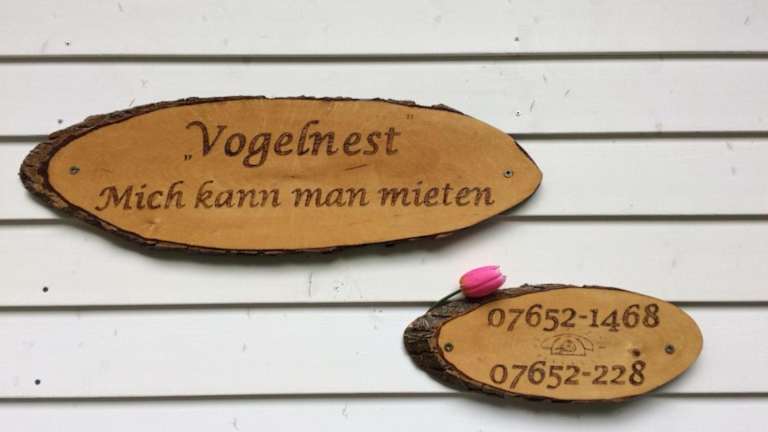 „Vogelnest"
Mich kann man mieten
07652-1468
07652-228